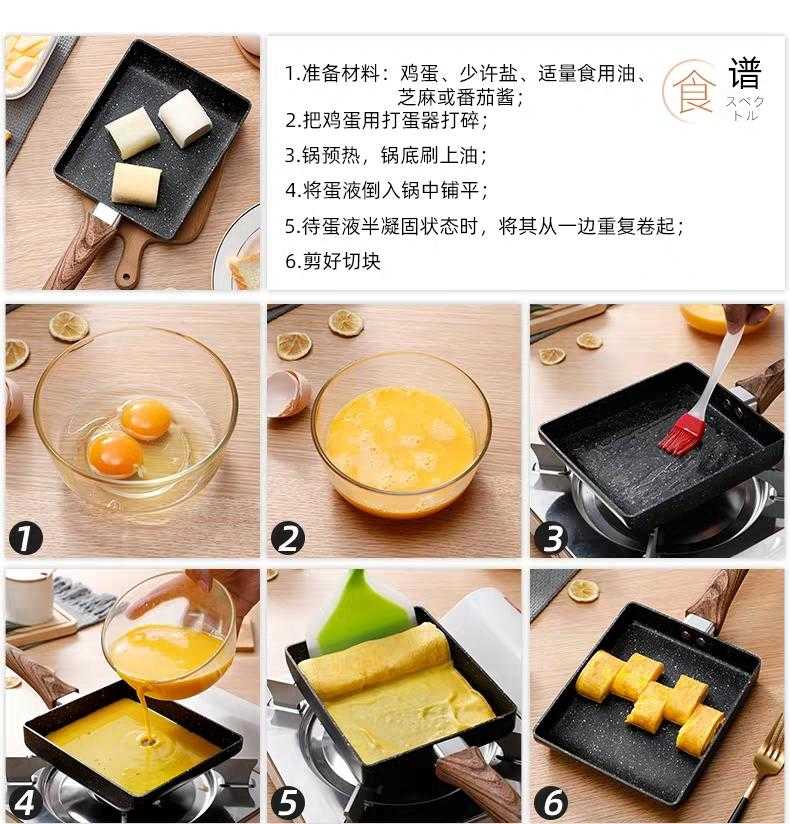 1.准备材料：鸡蛋、少许盐、适量食用油、
芝麻或番茄酱；
2.把鸡蛋用打蛋器打碎；
3.锅预热，锅底刷上油；
4.将蛋液倒入锅中铺平；
5.待蛋液半凝固状态时，将其从一边重复卷起；
6.剪好切块
食谱
スペク
トル
1
2
3
4
5
6